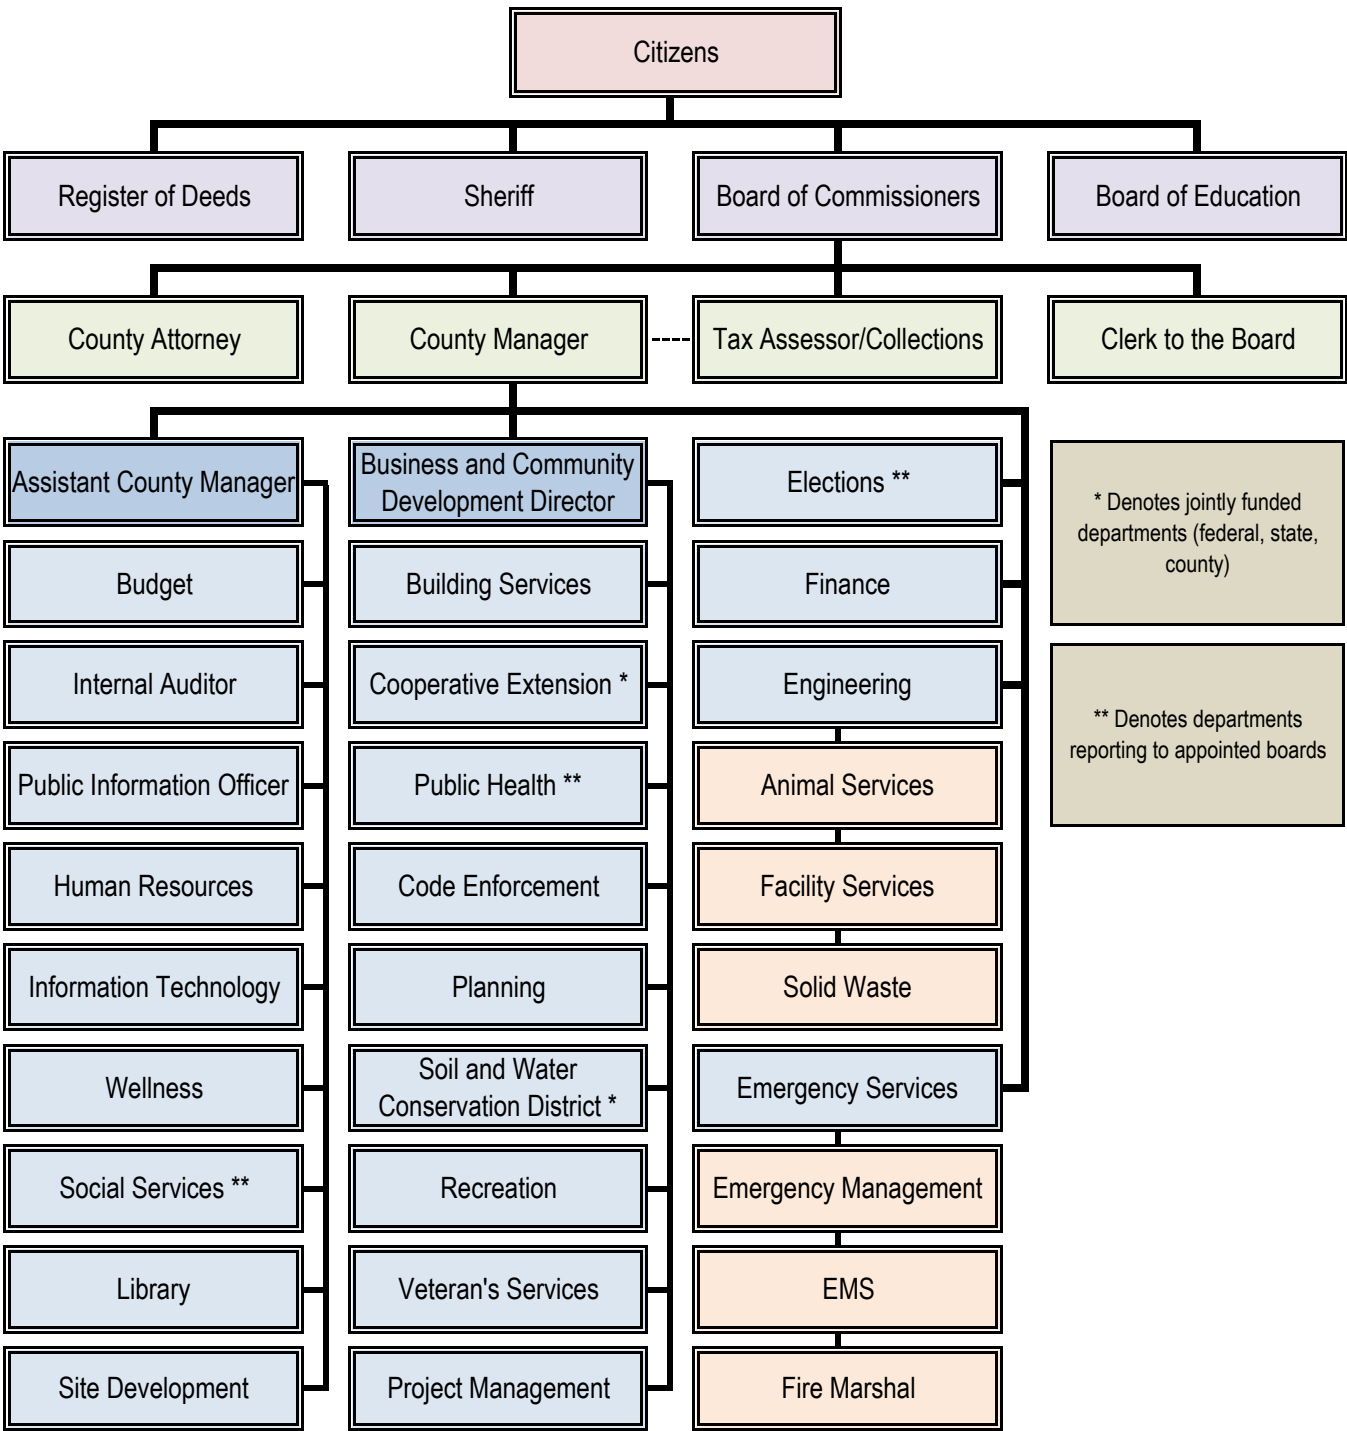 Citizens
Register of Deeds
Sheriff
Board of Commissioners
Board of Education
County Attorney
County Manager
Tax Assessor/Collections
Clerk to the Board
Assistant County Manager
Budget
Internal Auditor
Public Information Officer
Human Resources
Information Technology
Wellness
Social Services **
Library
Site Development
Business and Community
Development Director
Building Services
Cooperative Extension *
Public Health **
Code Enforcement
Planning
Soil and Water
Conservation District *
Recreation
Veteran's Services
Project Management
Elections **
Finance
Engineering
Animal Services
Facility Services
Solid Waste
Emergency Services
Emergency Management
EMS
Fire Marshal
* Denotes jointly funded
departments (federal, state,
county)
** Denotes departments
reporting to appointed boards